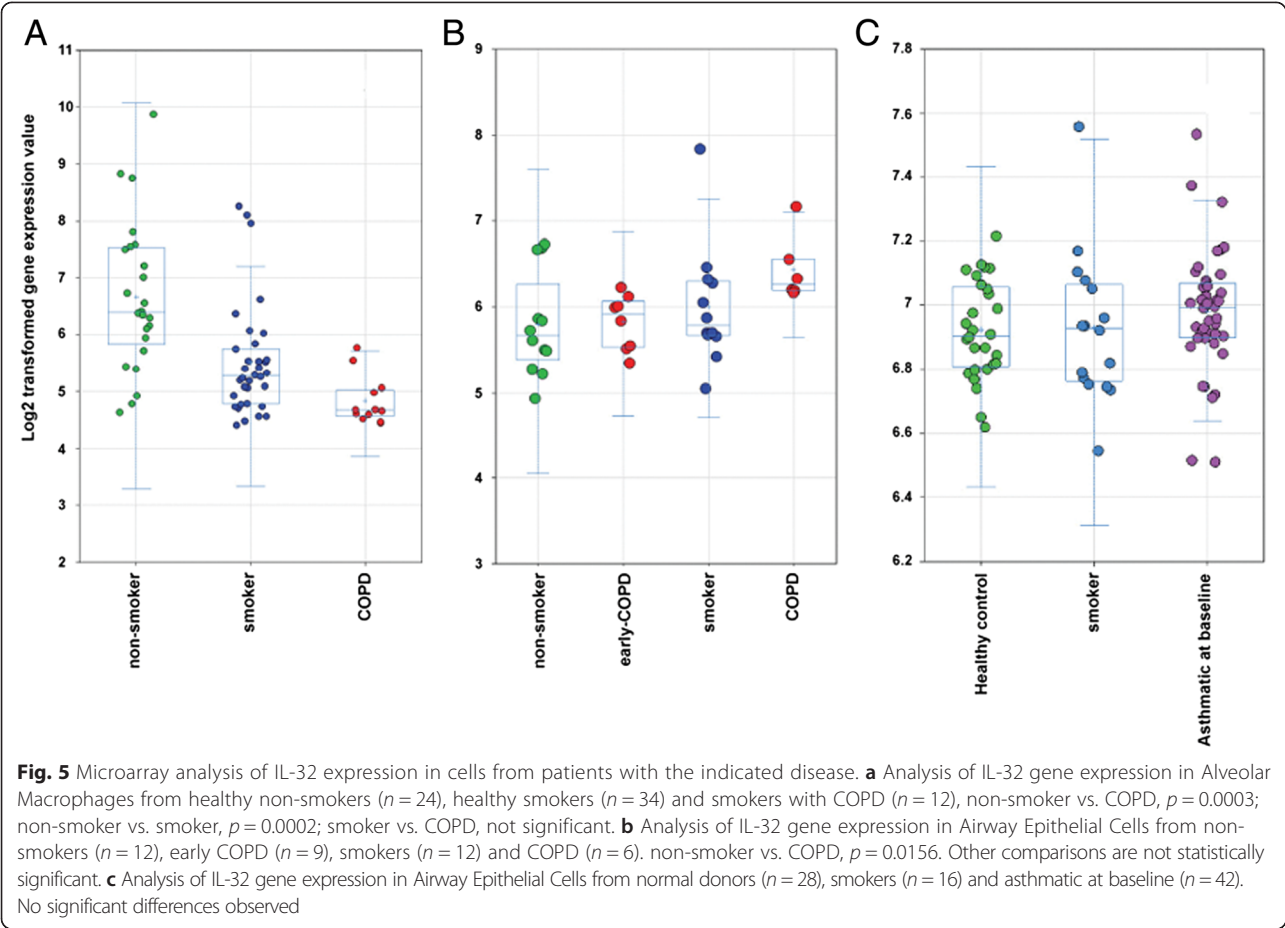 A
B
C
Log2 transformed gene expression value
11
10
9
8
7
6
5
4
3
2
non-smoker
smoker
COPD
9
8
7
6
5
4
3
non-smoker
early-COPD
smoker
COPD
7.8
7.6
7.4
7.2
7
6.8
6.6
6.4
6.2
Healthy control
smoker
Asthmatic at baseline
Fig. 5 Microarray analysis of IL-32 expression in cells from patients with the indicated disease. a Analysis of IL-32 gene expression in Alveolar
Macrophages from healthy non-smokers (n = 24), healthy smokers (n = 34) and smokers with COPD (n = 12), non-smoker vs. COPD, p = 0.0003;
non-smoker vs. smoker, p = 0.0002; smoker vs. COPD, not significant. b Analysis of IL-32 gene expression in Airway Epithelial Cells from non-
smokers (n = 12), early COPD (n = 9), smokers (n = 12) and COPD (n = 6). non-smoker vs. COPD, p = 0.0156. Other comparisons are not statistically
significant. c Analysis of IL-32 gene expression in Airway Epithelial Cells from normal donors (n = 28), smokers (n = 16) and asthmatic at baseline (n = 42).
No significant differences observed